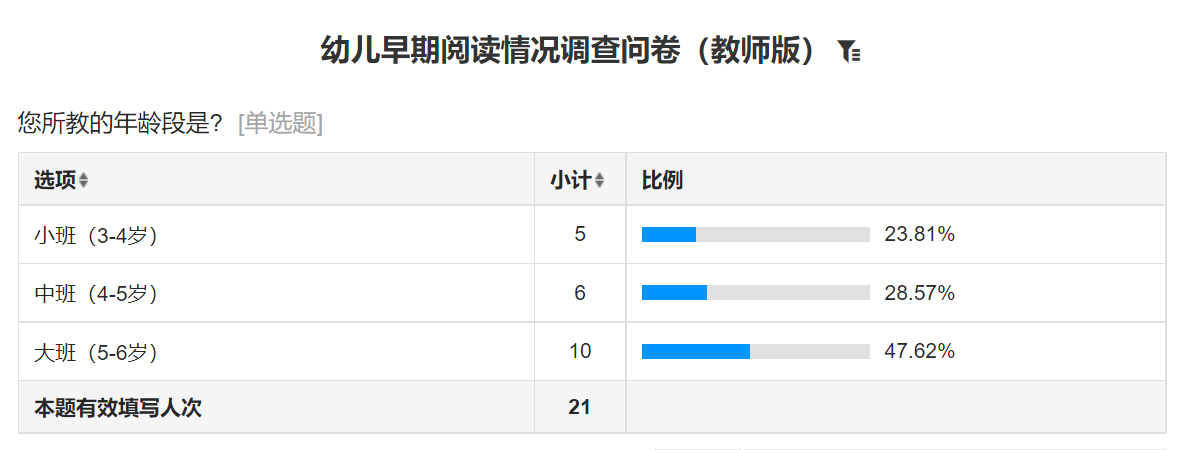 幼儿早期阅读情况调查问卷（教师版）
您所教的年龄段是? [单选题]
选项 小计 比例
小班（3-4岁） 5 23.81%
中班（4-5岁） 6 28.57%
大班（5-6岁） 10 47.62%
本题有效填写人次 21